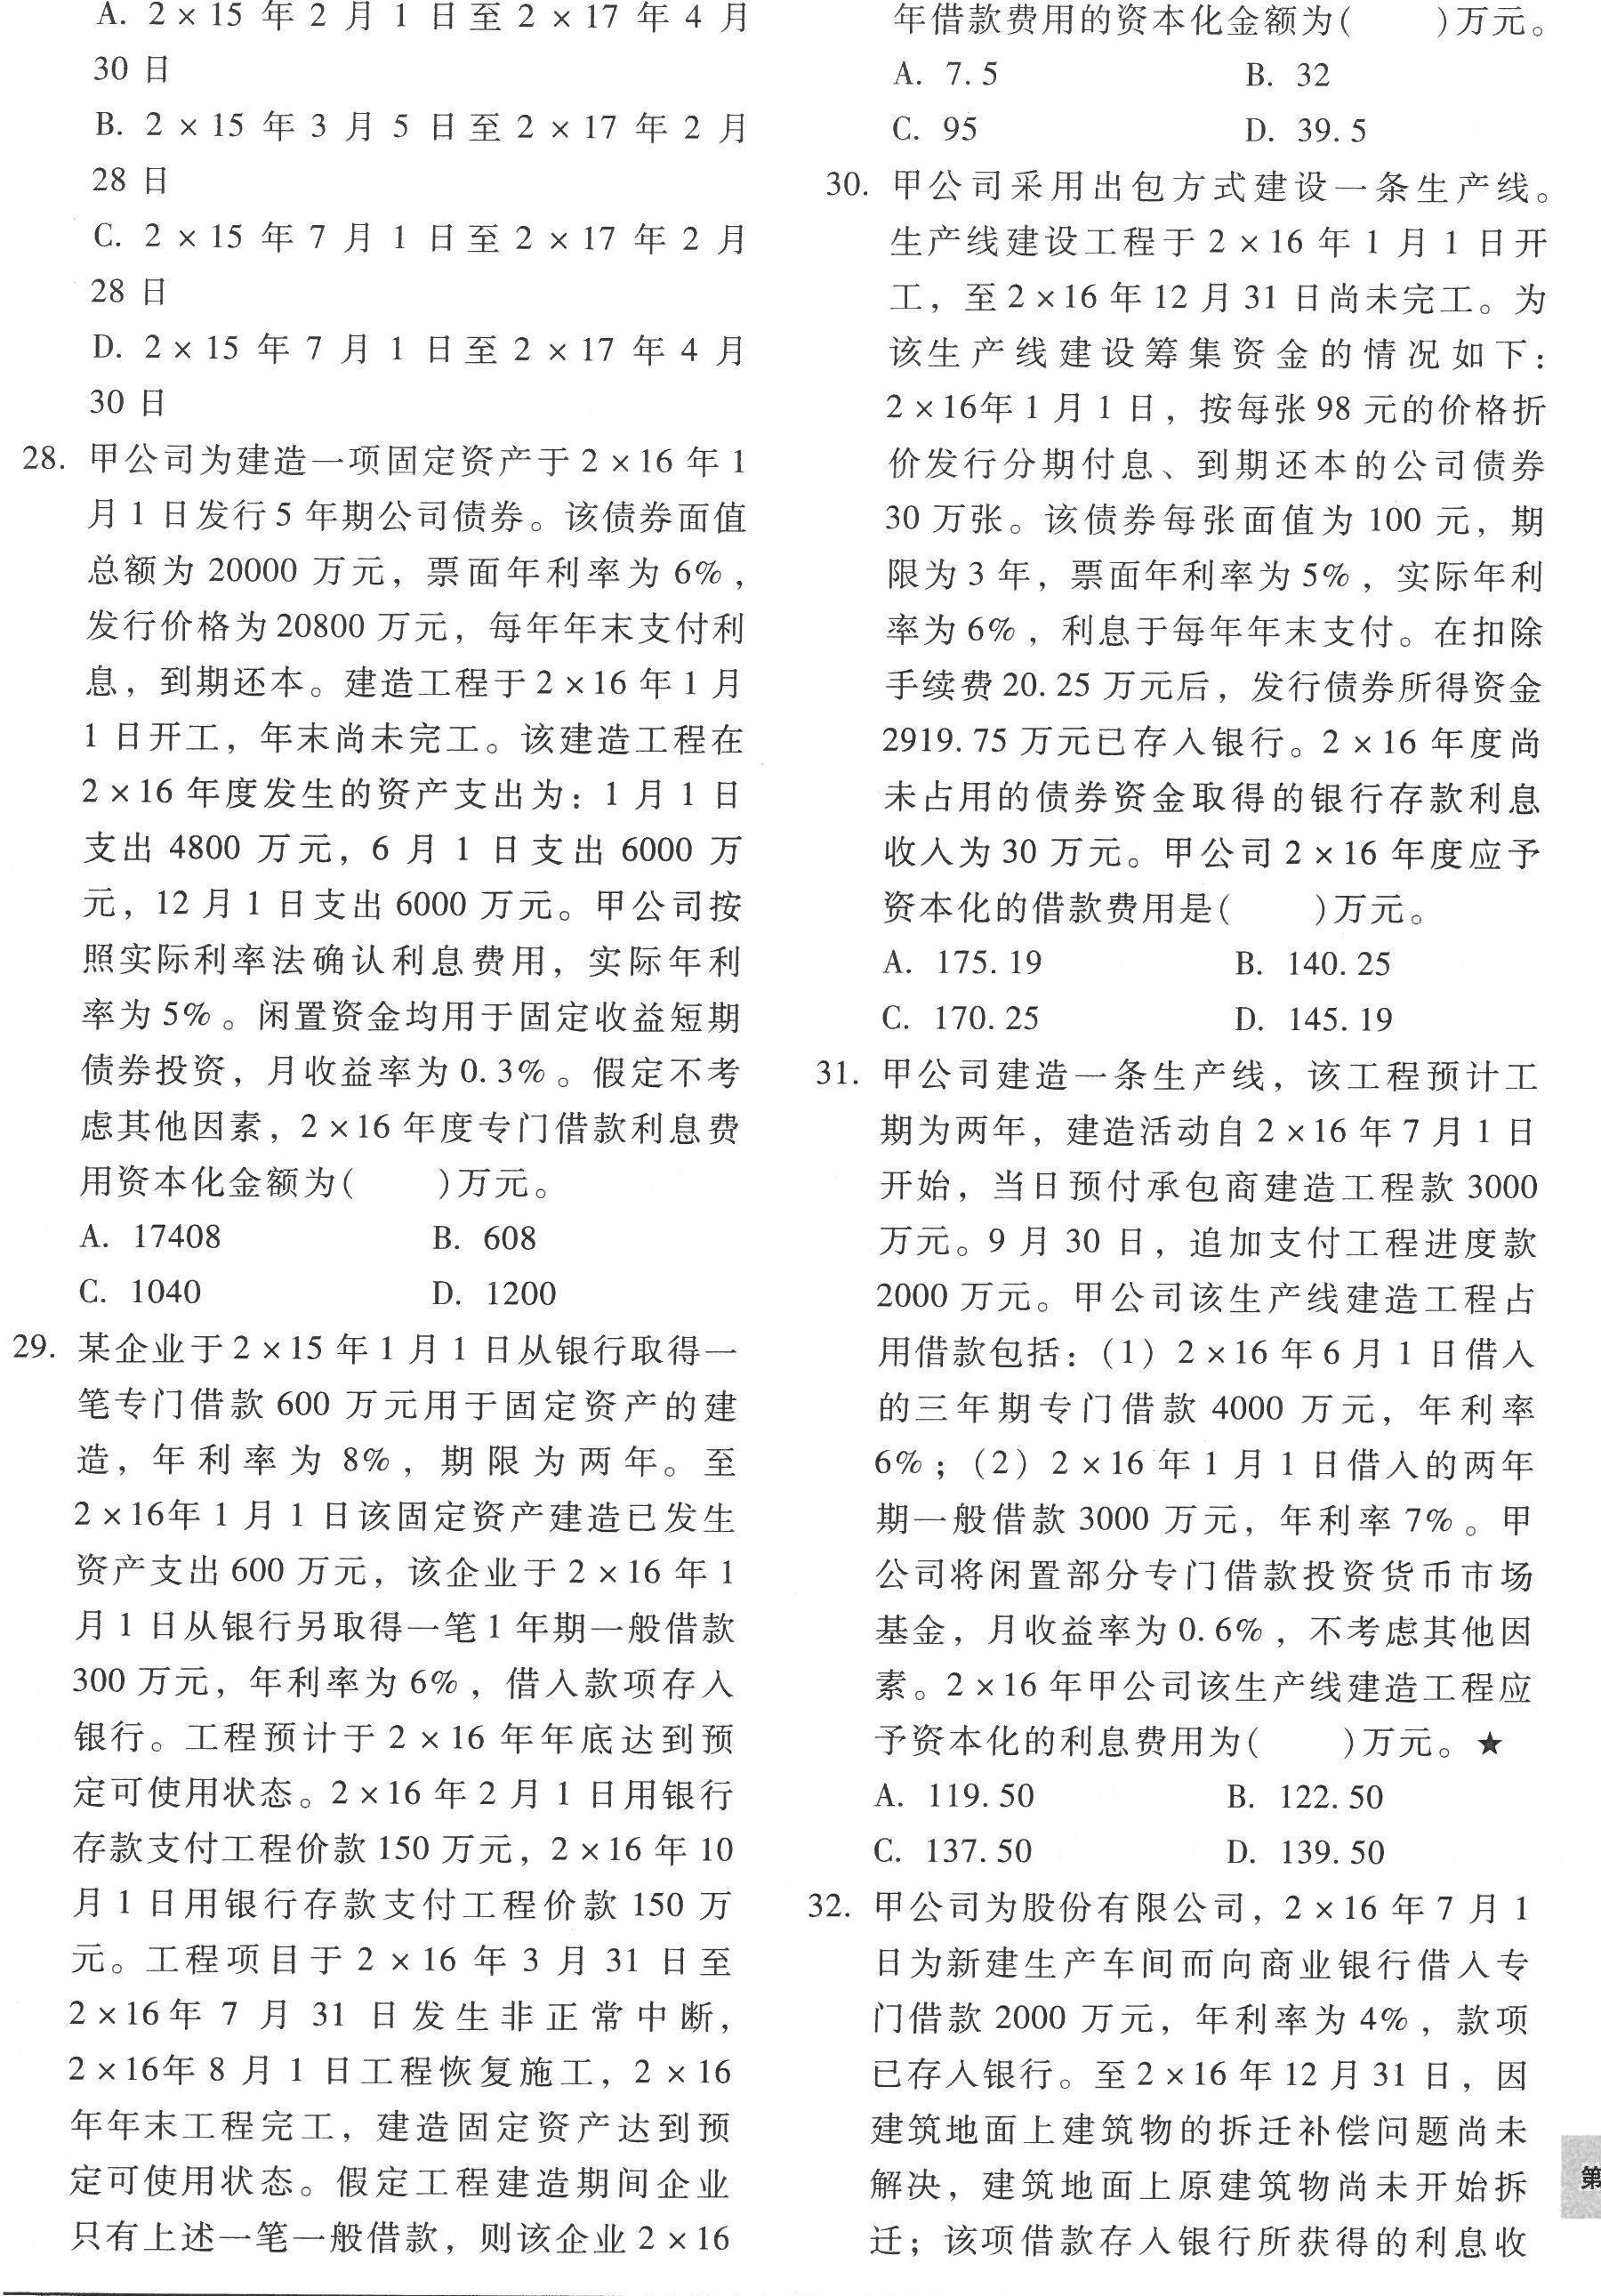 A. 2×15 年 2 月 1 日至 2×17 年 4 月
30 日
B. 2×15 年 3 月 5 日至 2×17 年 2 月
28 日
C. 2×15 年 7 月 1 日至 2×17 年 2 月
28 日
D. 2×15 年 7 月 1 日至 2×17 年 4 月
30 日
28. 甲公司为建造一项固定资产于 2×16 年 1
月 1 日发行 5 年期公司债券。该债券面值
总额为 20000 万元，票面年利率为 6%，
发行价格为 20800 万元，每年年末支付利
息，到期还本。建造工程于 2×16 年 1 月
1 日开工，年末尚未完工。该建造工程在
2×16 年度发生的资产支出为：1 月 1 日
支出 4800 万元，6 月 1 日支出 6000 万
元，12 月 1 日支出 6000 万元。甲公司按
照实际利率法确认利息费用，实际年利
率为 5%。闲置资金均用于固定收益短期
债券投资，月收益率为 0.3%。假定不考
虑其他因素，2×16 年度专门借款利息费
用资本化金额为(　　)万元。
A. 17408　B. 608
C. 1040　D. 1200
29. 某企业于 2×15 年 1 月 1 日从银行取得一
笔专门借款 600 万元用于固定资产的建
造，年利率为 8%，期限为两年。至
2×16年 1 月 1 日该固定资产建造已发生
资产支出 600 万元，该企业于 2×16 年 1
月 1 日从银行另取得一笔 1 年期一般借款
300 万元，年利率为 6%，借入款项存入
银行。工程预计于 2×16 年年底达到预
定可使用状态。2×16 年 2 月 1 日用银行
存款支付工程价款 150 万元，2×16 年 10
月 1 日用银行存款支付工程价款 150 万
元。工程项目于 2×16 年 3 月 31 日至
2×16年 7 月 31 日发生非正常中断，
2×16年 8 月 1 日工程恢复施工，2×16
年年末工程完工，建造固定资产达到预
定可使用状态。假定工程建造期间企业
只有上述一笔一般借款，则该企业 2×16
年借款费用的资本化金额为(　　)万元。
A. 7.5　B. 32
C. 95　D. 39.5
30. 甲公司采用出包方式建设一条生产线。
生产线建设工程于 2×16 年 1 月 1 日开
工，至 2×16 年 12 月 31 日尚未完工。为
该生产线建设筹集资金的情况如下：
2×16年 1 月 1 日，按每张 98 元的价格折
价发行分期付息、到期还本的公司债券
30 万张。该债券每张面值为 100 元，期
限为 3 年，票面年利率为 5%，实际年利
率为 6%，利息于每年年末支付。在扣除
手续费 20.25 万元后，发行债券所得资金
2919.75 万元已存入银行。2×16 年度尚
未占用的债券资金取得的银行存款利息
收入为 30 万元。甲公司 2×16 年度应予
资本化的借款费用是(　　)万元。
A. 175.19　B. 140.25
C. 170.25　D. 145.19
31. 甲公司建造一条生产线，该工程预计工
期为两年，建造活动自 2×16 年 7 月 1 日
开始，当日预付承包商建造工程款 3000
万元。9 月 30 日，追加支付工程进度款
2000 万元。甲公司该生产线建造工程占
用借款包括：(1) 2×16 年 6 月 1 日借入
的三年期专门借款 4000 万元，年利率
6%；(2) 2×16 年 1 月 1 日借入的两年
期一般借款 3000 万元，年利率 7%。甲
公司将闲置部分专门借款投资货币市场
基金，月收益率为 0.6%，不考虑其他因
素。2×16 年甲公司该生产线建造工程应
予资本化的利息费用为(　　)万元。★
A. 119.50　B. 122.50
C. 137.50　D. 139.50
32. 甲公司为股份有限公司，2×16 年 7 月 1
日为新建生产车间而向商业银行借入专
门借款 2000 万元，年利率为 4%，款项
已存入银行。至 2×16 年 12 月 31 日，因
建筑地面上建筑物的拆迁补偿问题尚未
解决，建筑地面上原建筑物尚未开始拆
迁；该项借款存入银行所获得的利息收
第